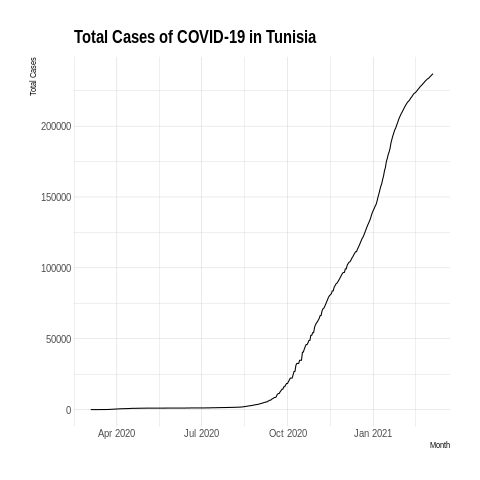 Total Cases of COVID-19 in Tunisia
Total Cases
200000
150000
100000
50000
0
Apr 2020 Jul 2020 Oct 2020 Jan 2021
Month